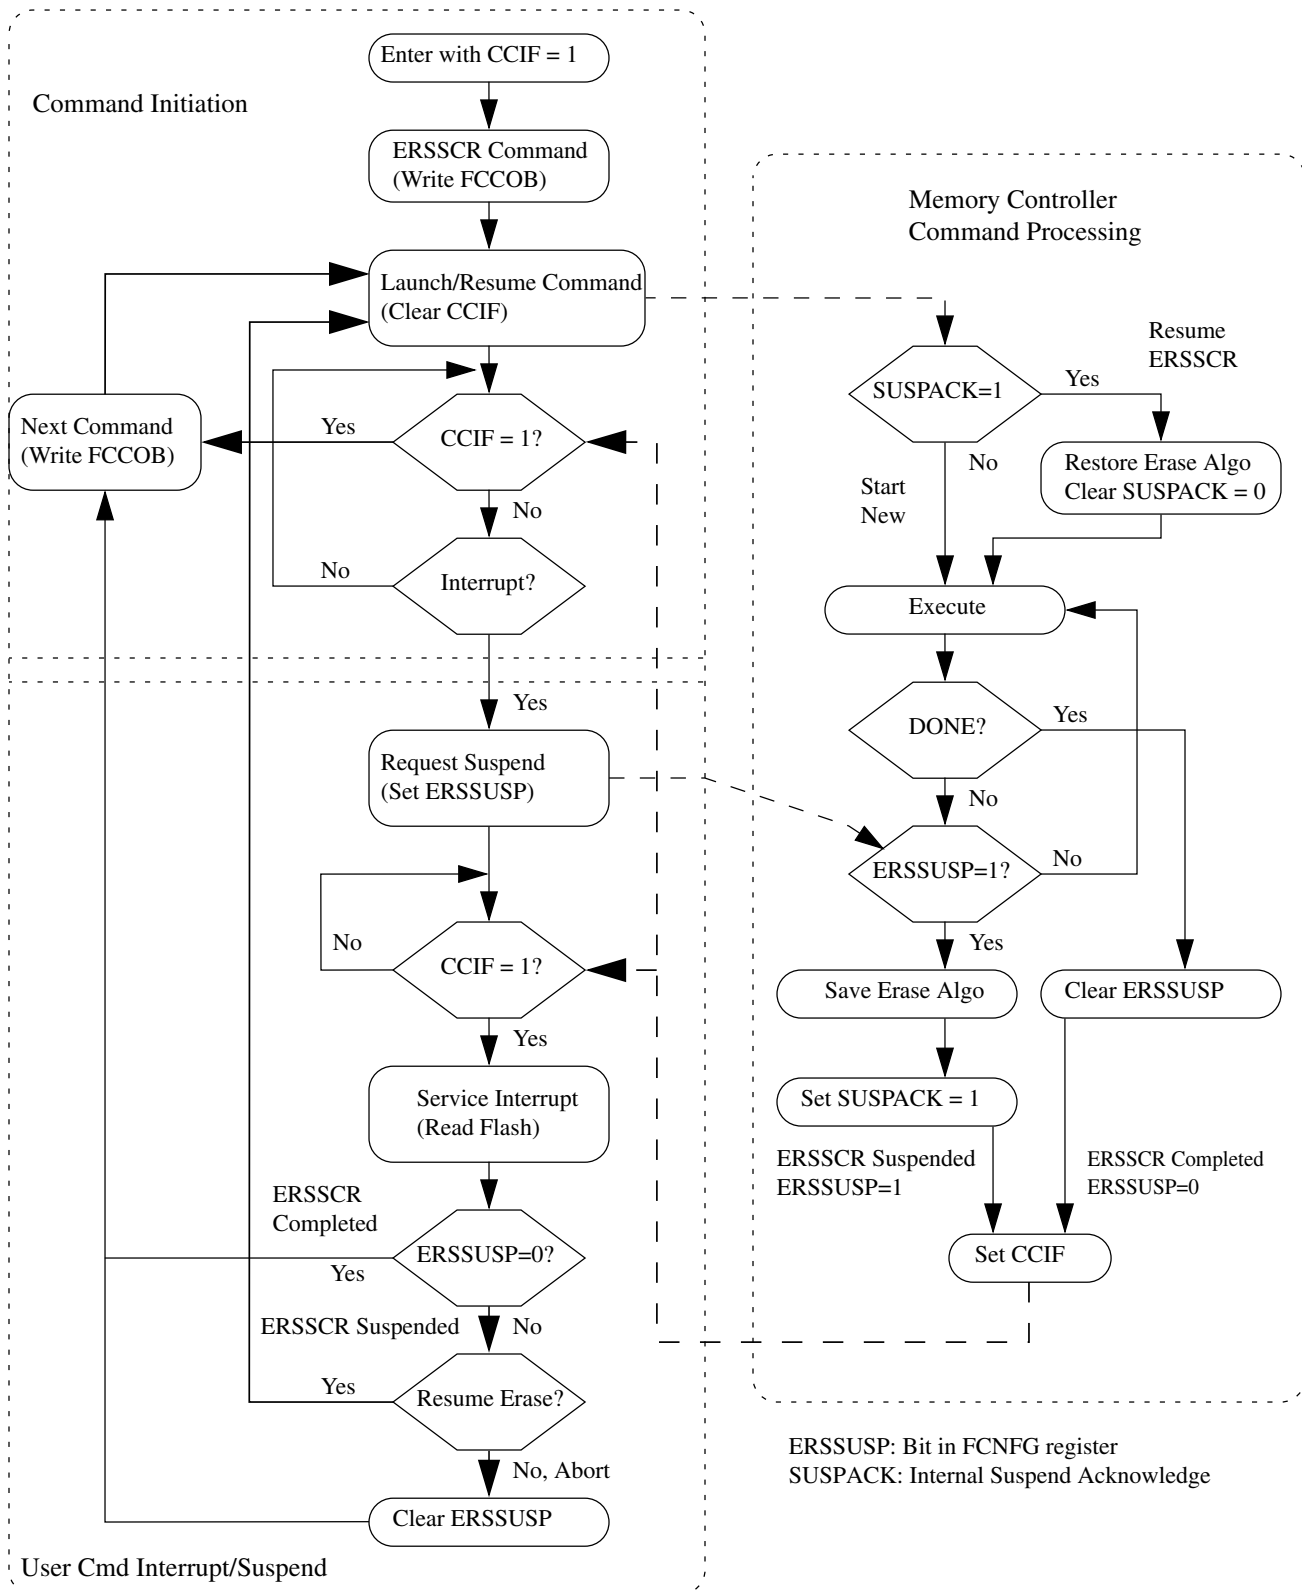 Enter with CCIF = 1
Command Initiation
ERSSCR Command
(Write FCCOB)
Launch/Resume Command
(Clear CCIF)
Next Command
(Write FCCOB)
Yes
CCIF = 1?
No
No
Interrupt?
Yes
Request Suspend
(Set ERSSUSP)
No
CCIF = 1?
Yes
Service Interrupt
(Read Flash)
ERSSCR
Completed
ERSSUSP=0?
Yes
ERSSCR Suspended
No
Yes
Resume Erase?
No, Abort
Clear ERSSUSP
User Cmd Interrupt/Suspend
Memory Controller
Command Processing
Resume
ERSSCR
SUSPACK=1
Yes
No
Start
New
Restore Erase Algo
Clear SUSPACK = 0
Execute
DONE?
Yes
No
ERSSUSP=1?
No
Yes
Save Erase Algo
Clear ERSSUSP
Set SUSPACK = 1
ERSSCR Suspended
ERSSUSP=1
ERSSCR Completed
ERSSUSP=0
Set CCIF
ERSSUSP: Bit in FCNFG register
SUSPACK: Internal Suspend Acknowledge